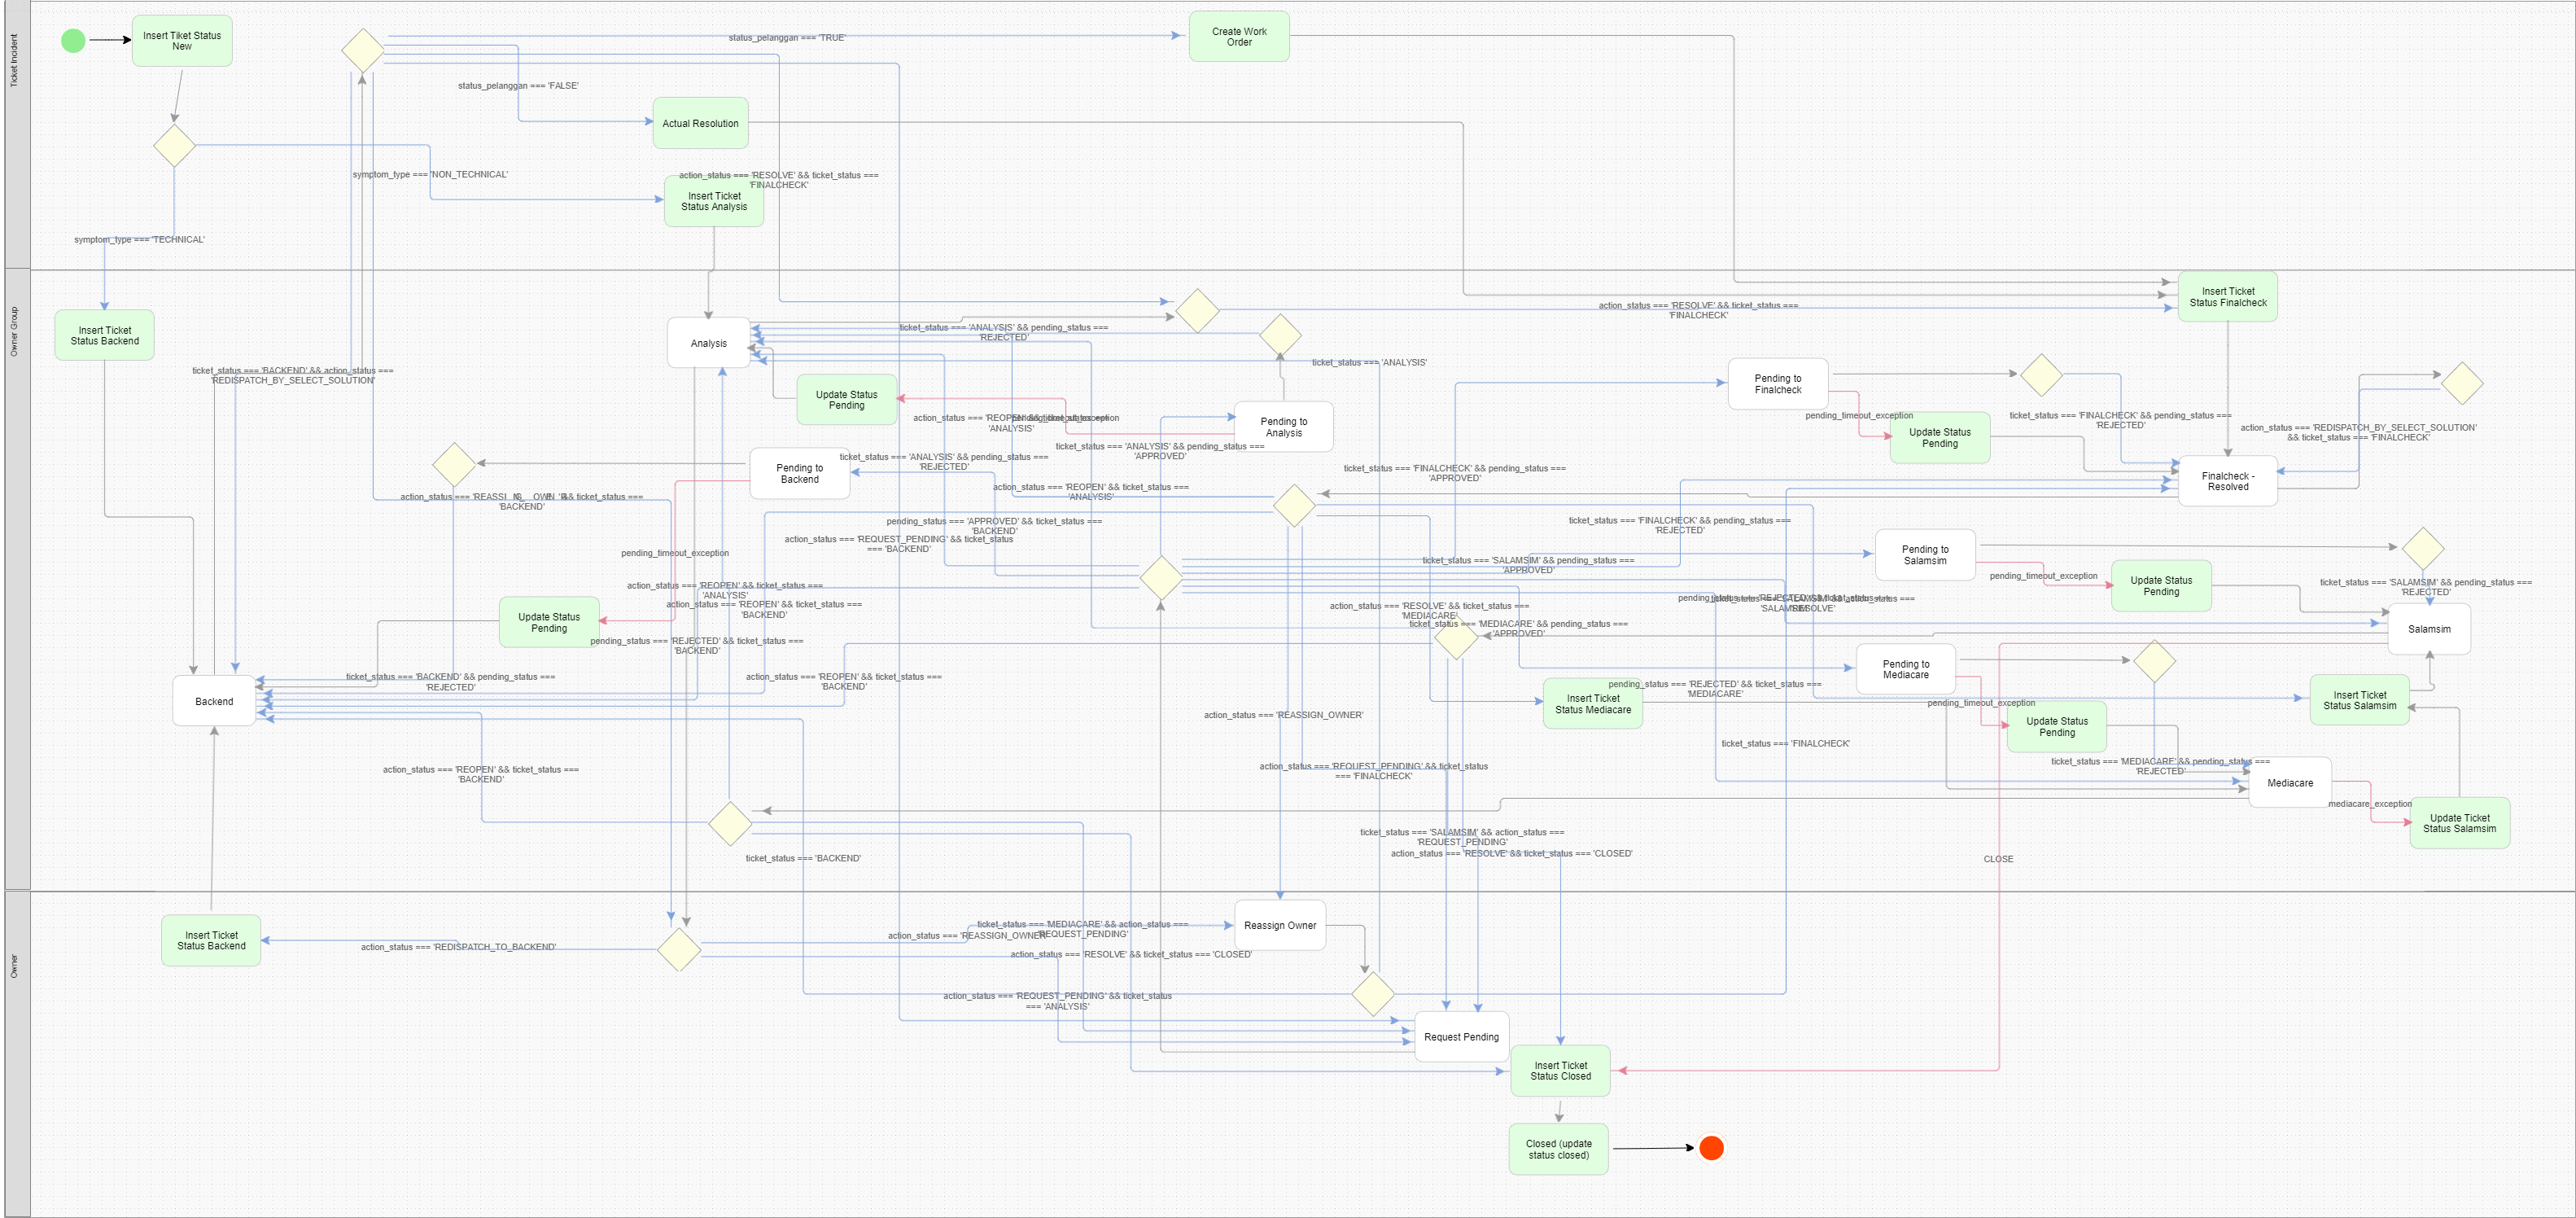 Ticket Incident
Insert Tiket Status
New
status_pelanggan === 'TRUE'
Create Work
Order
status_pelanggan === 'FALSE'
Actual Resolution
symptom_type === 'NON_TECHNICAL'
action_status === 'RESOLVE' && ticket_status ===
'FINALCHECK'
Insert Ticket
Status Analysis
symptom_type === 'TECHNICAL'
Owner Group
Insert Ticket
Status Backend
Insert Ticket
Status Finalcheck
action_status === 'RESOLVE' && ticket_status ===
'FINALCHECK'
Analysis
ticket_status === 'ANALYSIS' && pending_status ===
'REJECTED'
ticket_status === 'ANALYSIS'
ticket_status === 'BACKEND' && action_status ===
'REDISPATCH_BY_SELECT_SOLUTION'
Pending to
Finalcheck
Update Status
Pending
Pending to
Analysis
action_status === 'REOPEN' && ticket_status ===
'ANALYSIS'
pending_timeout_exception
Update Status
Pending
ticket_status === 'FINALCHECK' && pending_status ===
'REJECTED'
action_status === 'REDISPATCH_BY_SELECT_SOLUTION'
&& ticket_status === 'FINALCHECK'
ticket_status === 'ANALYSIS' && pending_status ===
'APPROVED'
ticket_status === 'ANALYSIS' && pending_status ===
'REJECTED'
Pending to
Backend
ticket_status === 'FINALCHECK' && pending_status ===
'APPROVED'
Finalcheck -
Resolved
action_status === 'REOPEN' && ticket_status ===
'ANALYSIS'
&& ticket_status ===
'BACKEND'
pending_status === 'APPROVED' && ticket_status ===
'BACKEND'
ticket_status === 'FINALCHECK' && pending_status ===
'REJECTED'
action_status === 'REQUEST_PENDING' && ticket_status
=== 'BACKEND'
pending_timeout_exception
Pending to
Salamsim
ticket_status === 'SALAMSIM' && pending_status ===
'APPROVED'
pending_timeout_exception
Update Status
Pending
ticket_status === 'SALAMSIM' && pending_status ===
'REJECTED'
action_status === 'REOPEN' && ticket_status ===
'ANALYSIS'
action_status === 'REOPEN' && ticket_status ===
'BACKEND'
action_status === 'RESOLVE' && ticket_status ===
'MEDIACARE'
ticket_status === 'MEDIACARE' && pending_status ===
'APPROVED'
Update Status
Pending
Salamsim
pending_status === 'REJECTED' && ticket_status ===
'BACKEND'
Pending to
Mediacare
ticket_status === 'BACKEND' && pending_status ===
'REJECTED'
action_status === 'REOPEN' && ticket_status ===
'BACKEND'
pending_status === 'REJECTED' && ticket_status ===
'MEDIACARE'
Backend
Insert Ticket
Status Mediacare
pending_timeout_exception
Insert Ticket
Status Salamsim
action_status === 'REASSIGN_OWNER'
Update Status
Pending
ticket_status === 'FINALCHECK'
action_status === 'REQUEST_PENDING' && ticket_status
=== 'FINALCHECK'
ticket_status === 'MEDIACARE' && pending_status ===
'REJECTED'
action_status === 'REOPEN' && ticket_status ===
'BACKEND'
Mediacare
mediacare_exception
Update Ticket
Status Salamsim
ticket_status === 'SALAMSIM' && action_status ===
'REQUEST_PENDING'
action_status === 'RESOLVE' && ticket_status === 'CLOSED'
ticket_status === 'BACKEND'
CLOSE
Owner
Insert Ticket
Status Backend
action_status === 'REDISPATCH_TO_BACKEND'
ticket_status === 'MEDIACARE' && action_status ===
'REQUEST_PENDING'
action_status === 'REASSIGN_OWNER'
Reassign Owner
action_status === 'RESOLVE' && ticket_status === 'CLOSED'
action_status === 'REQUEST_PENDING' && ticket_status
=== 'ANALYSIS'
Request Pending
Insert Ticket
Status Closed
Closed (update
status closed)